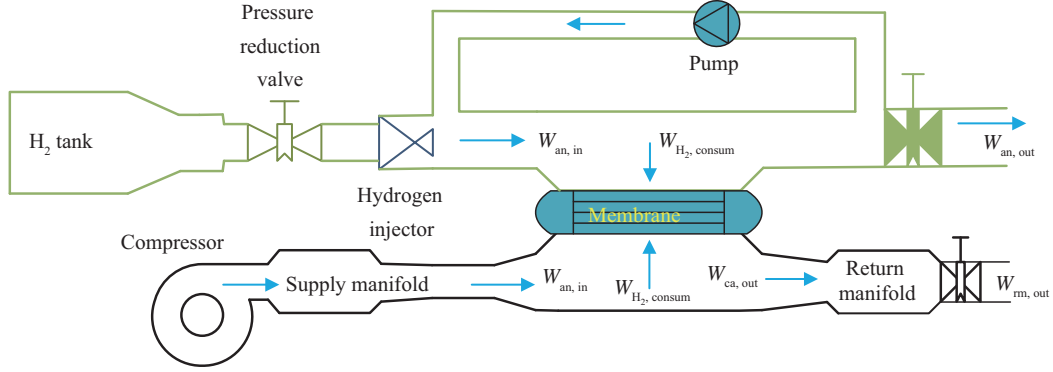 Pressure
reduction
valve
Pump
H2 tank
Wan, in
WH2, consum
Wan, out
Hydrogen
injector
Membrane
Compressor
Supply manifold
Wan, in
WH2, consum
Wca, out
Return
manifold
Wrm, out